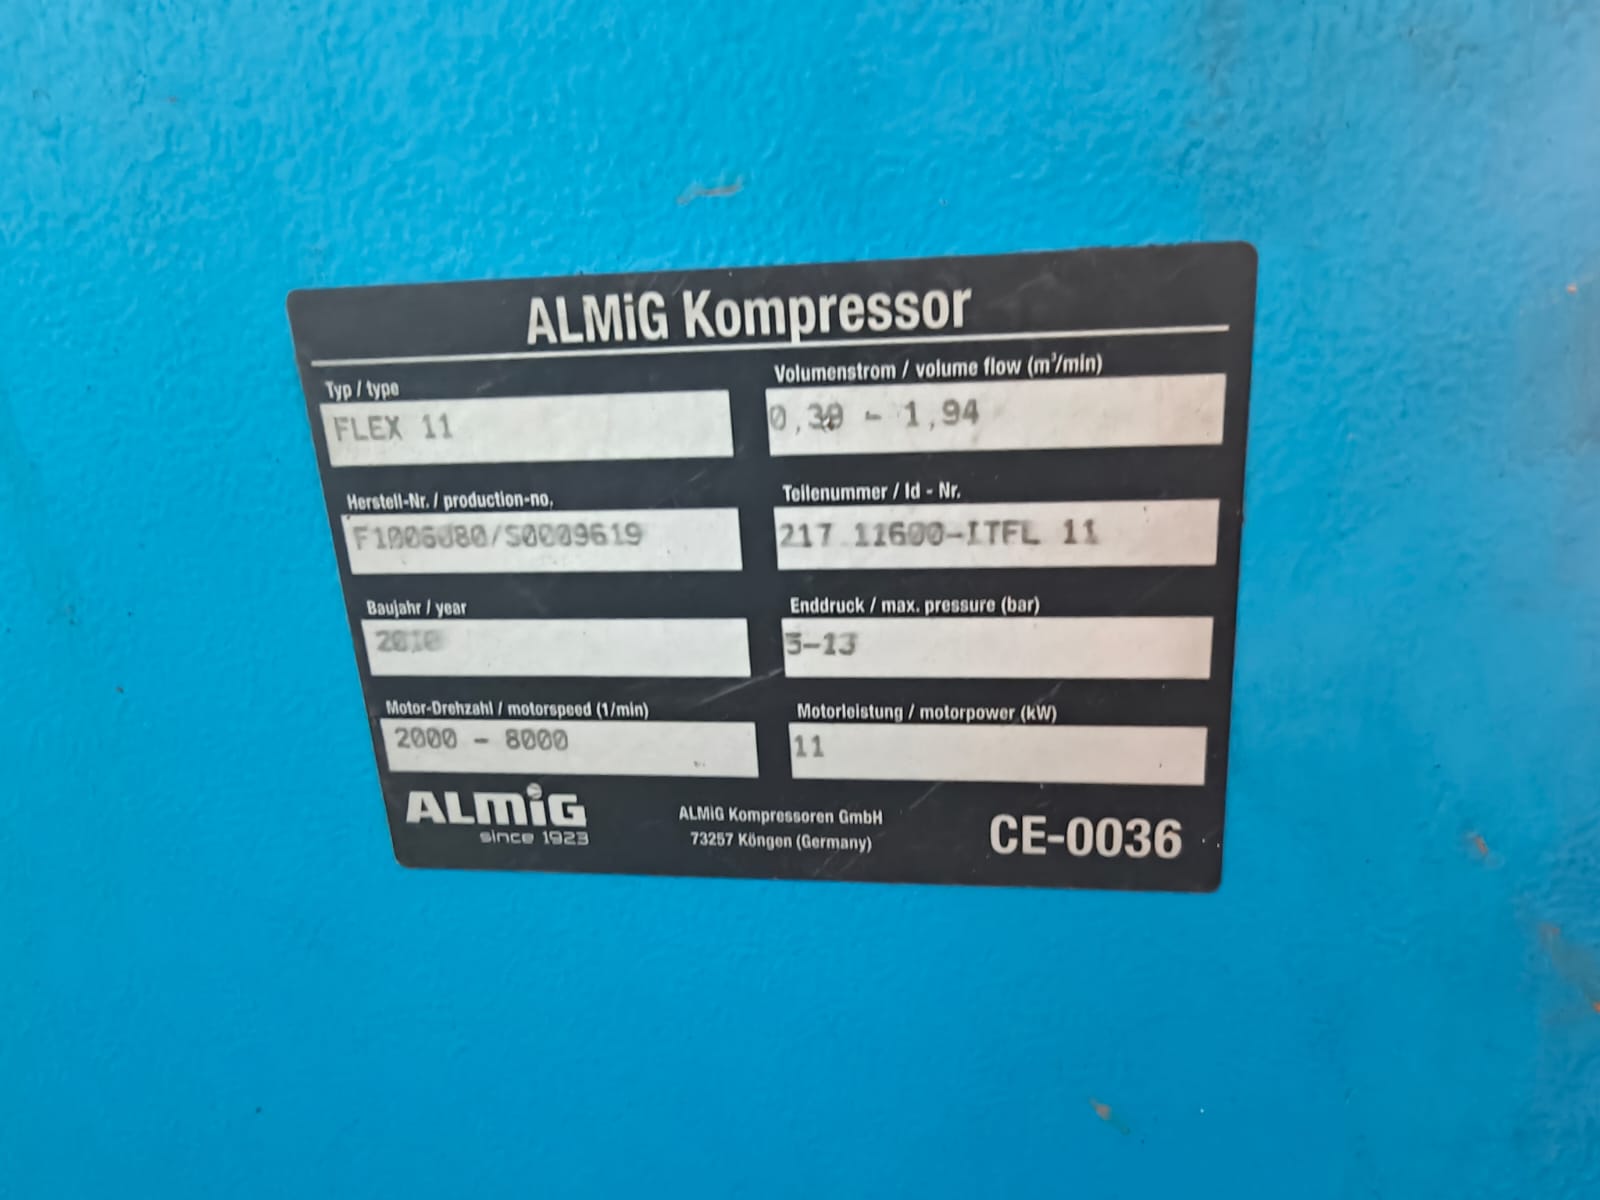 ALMiG Kompressor
Typ / type
FLEX 11
Volumenstrom / volume flow (m³/min)
0,39 - 1,94
Herstell-Nr. / production-no.
F1006080/S0009619
Teilenummer / Id - Nr.
217 11600-ITFL 11
Baujahr / year
2010
Enddruck / max. pressure (bar)
5-13
Motor-Drehzahl / motorspeed (1/min)
2000 - 8000
Motorleistung / motorpower (kW)
11
ALMiG
since 1923
ALMiG Kompressoren GmbH
73257 Köngen (Germany)
CE-0036